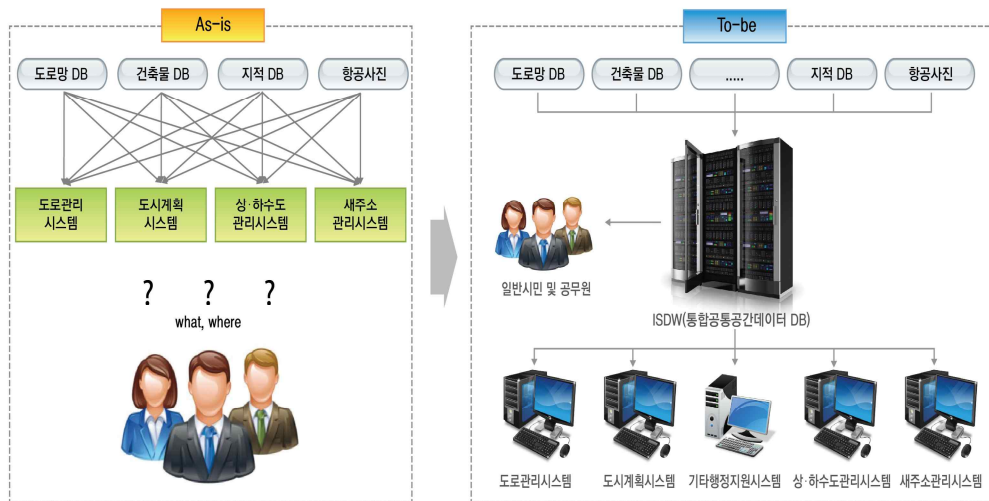 As-is
도로망 DB
건축물 DB
지적 DB
항공사진
도로관리
시스템
도시계획
시스템
상·하수도
관리시스템
새주소
관리시스템
? ? ?
what, where
To-be
도로망 DB
건축물 DB
.....
지적 DB
항공사진
일반시민 및 공무원
ISDW(통합공통공간데이터 DB)
도로관리시스템
도시계획시스템
기타행정지원시스템
상·하수도관리시스템
새주소관리시스템